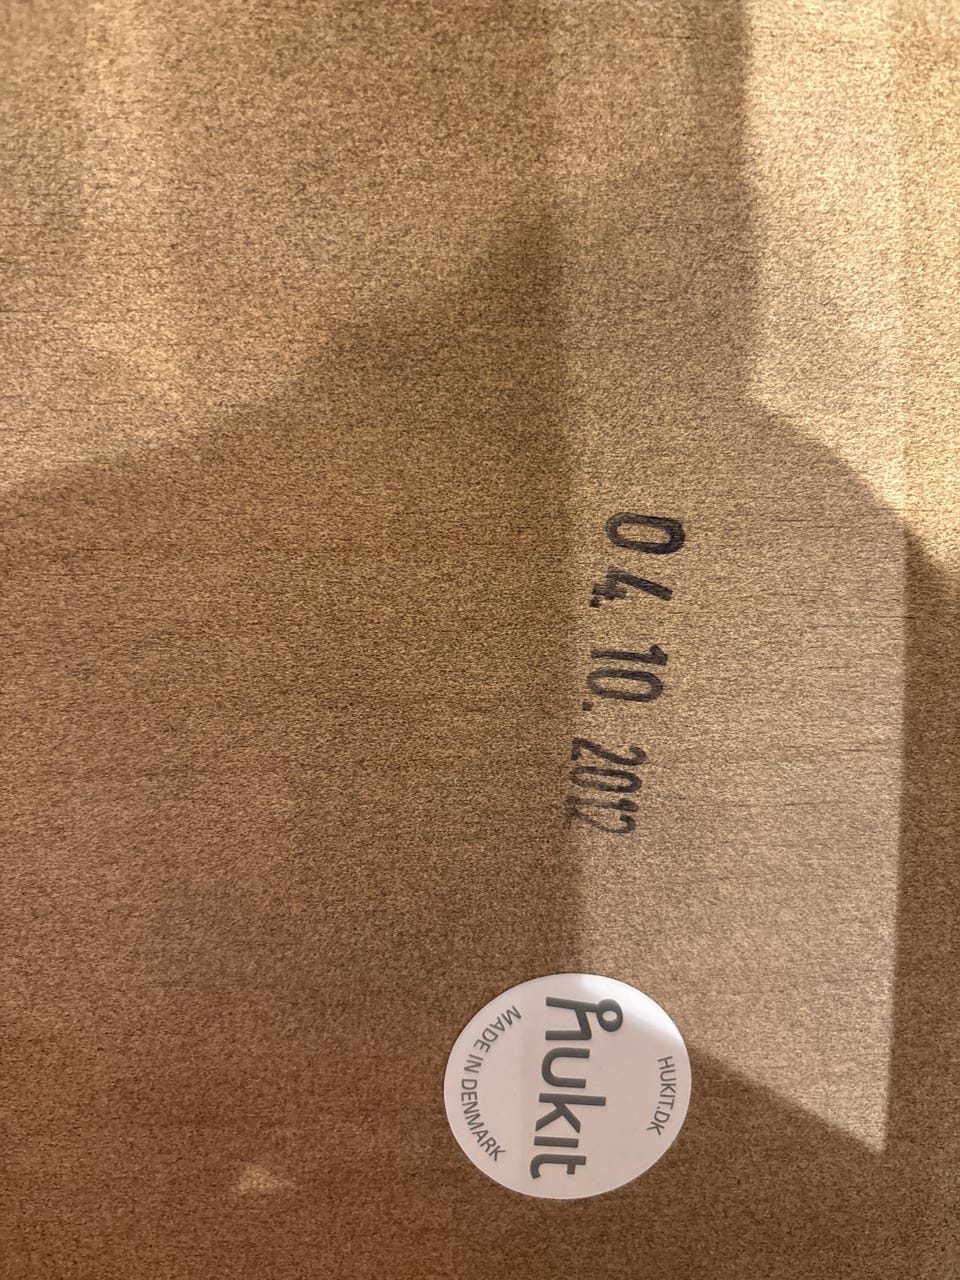 04. 10. 2012
HUKIT.DK
hukit
MADE IN DENMARK